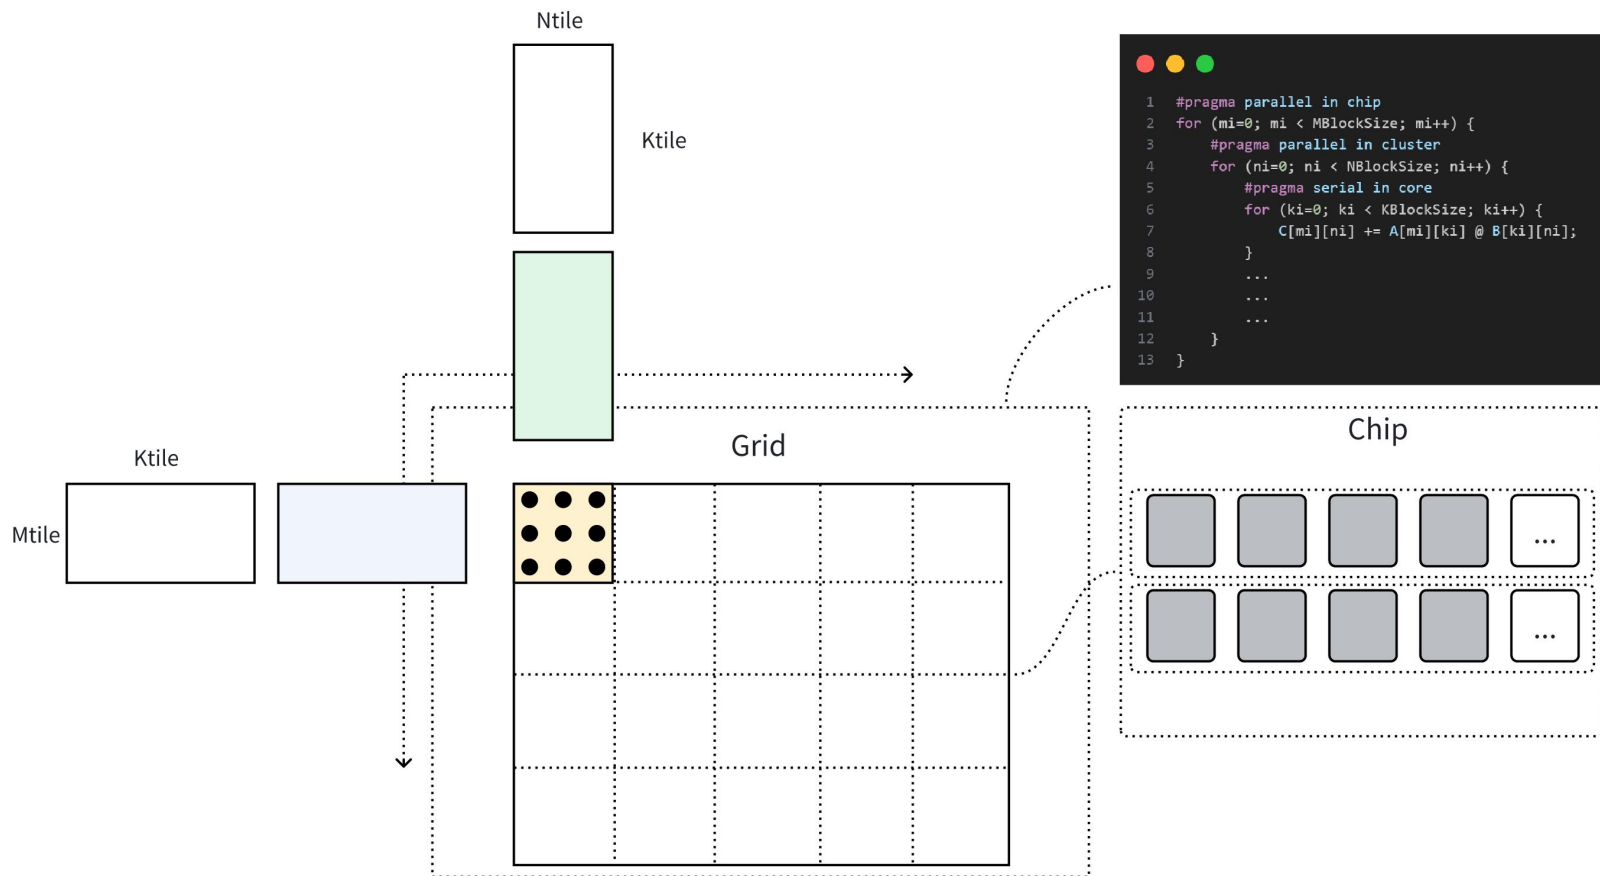 Ntile
Ktile
1 #pragma parallel in chip
2 for (mi=0; mi < MBlockSize; mi++) {
3 #pragma parallel in cluster
4 for (ni=0; ni < NBlockSize; ni++) {
5 #pragma serial in core
6 for (ki=0; ki < KBlockSize; ki++) {
7 C[mi][ni] += A[mi][ki] @ B[ki][ni];
8 }
9 ...
10 ...
11 ...
12 }
13 }
Grid
Chip
Ktile
Mtile
...
...